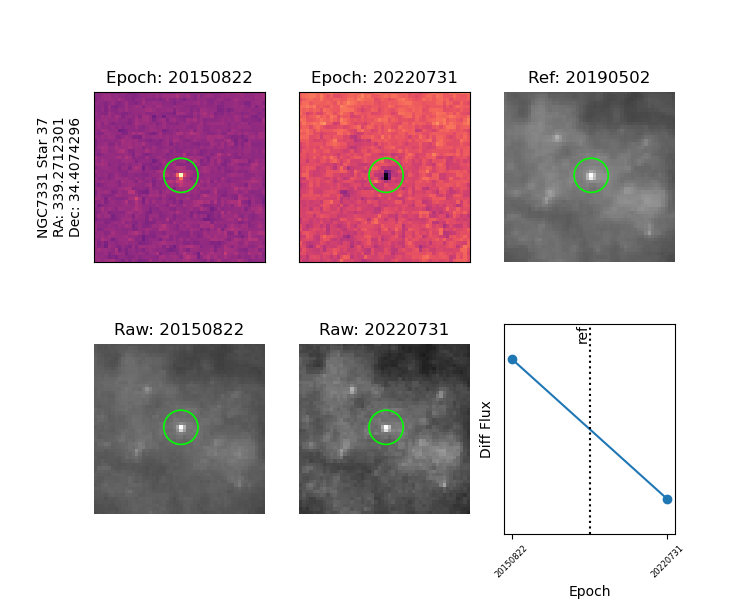 NGC7331 Star 37
RA: 339.2712301
Dec: 34.4074296
Epoch: 20150822
Epoch: 20220731
Ref: 20190502
Raw: 20150822
Raw: 20220731
ref
Diff Flux
20150822
20220731
Epoch